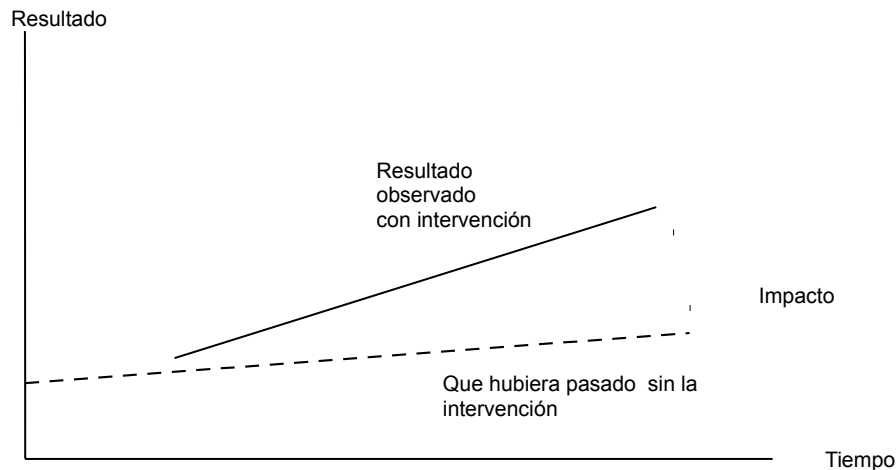 Resultado
Resultado
observado
con intervención
Impacto
Que hubiera pasado sin la
intervención
Tiempo